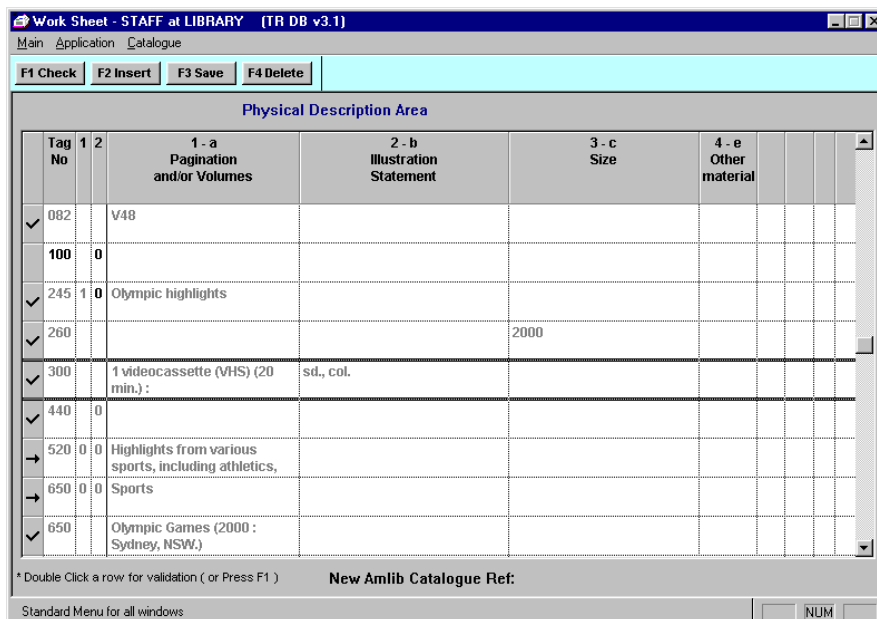 Work Sheet - STAFF at LIBRARY (TR DB v3.1)
Main Application Catalogue
F1 Check F2 Insert F3 Save F4 Delete
Physical Description Area
Tag No 1 2 1 - a Pagination and/or Volumes 2 - b Illustration Statement 3 - c Size 4 - e Other material
082 V48
100 0
245 1 0 Olympic highlights
260 2000
300 1 videocassette (VHS) (20 sd., col.
min.) :
440 0
520 0 0 Highlights from various
sports, including athletics,
650 0 0 Sports
650 Olympic Games (2000 :
Sydney, NSW.)
* Double Click a row for validation ( or Press F1 ) New Amlib Catalogue Ref:
Standard Menu for all windows NUM